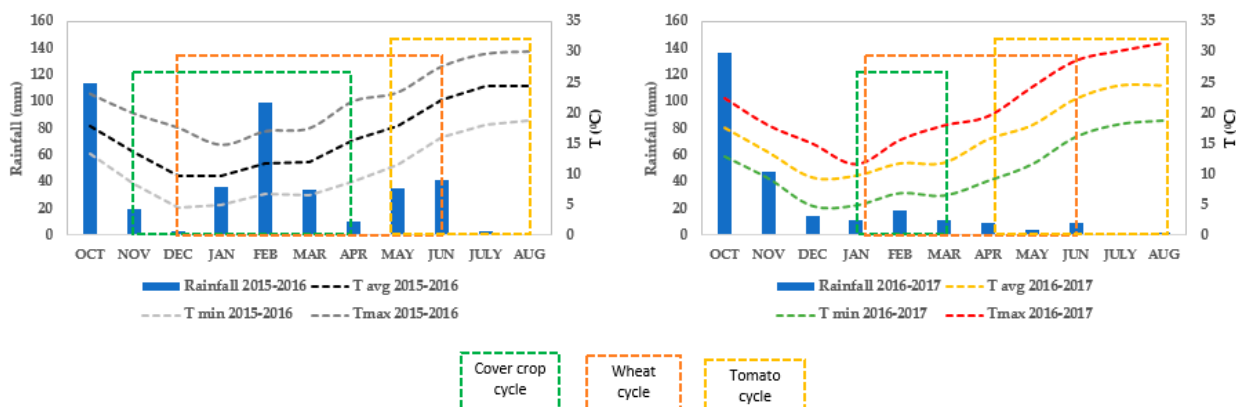 160
140
120
100
80
60
40
20
0
Rainfall (mm)
35
30
25
20
15
10
5
0
T (ºC)
OCT NOV DEC JAN FEB MAR APR MAY JUN JULY AUG
Rainfall 2015-2016 T avg 2015-2016
T min 2015-2016 Tmax 2015-2016
160
140
120
100
80
60
40
20
0
Rainfall (mm)
35
30
25
20
15
10
5
0
T (ºC)
OCT NOV DEC JAN FEB MAR APR MAY JUN JULY AUG
Rainfall 2016-2017 T avg 2016-2017
T min 2016-2017 Tmax 2016-2017
Cover crop
cycle
Wheat
cycle
Tomato
cycle